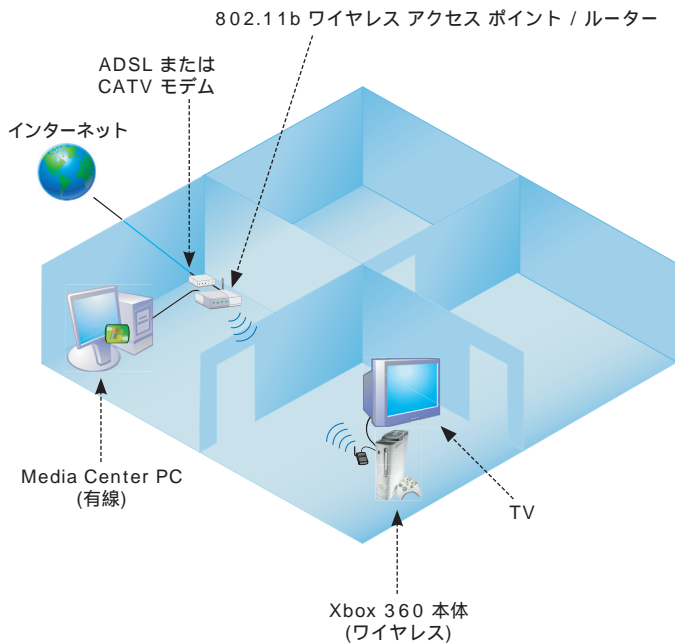 802.11b ワイヤレス アクセス ポイント / ルーター
ADSL または
CATV モデム
インターネット
Media Center PC
(有線)
TV
Xbox 360 本体
(ワイヤレス)